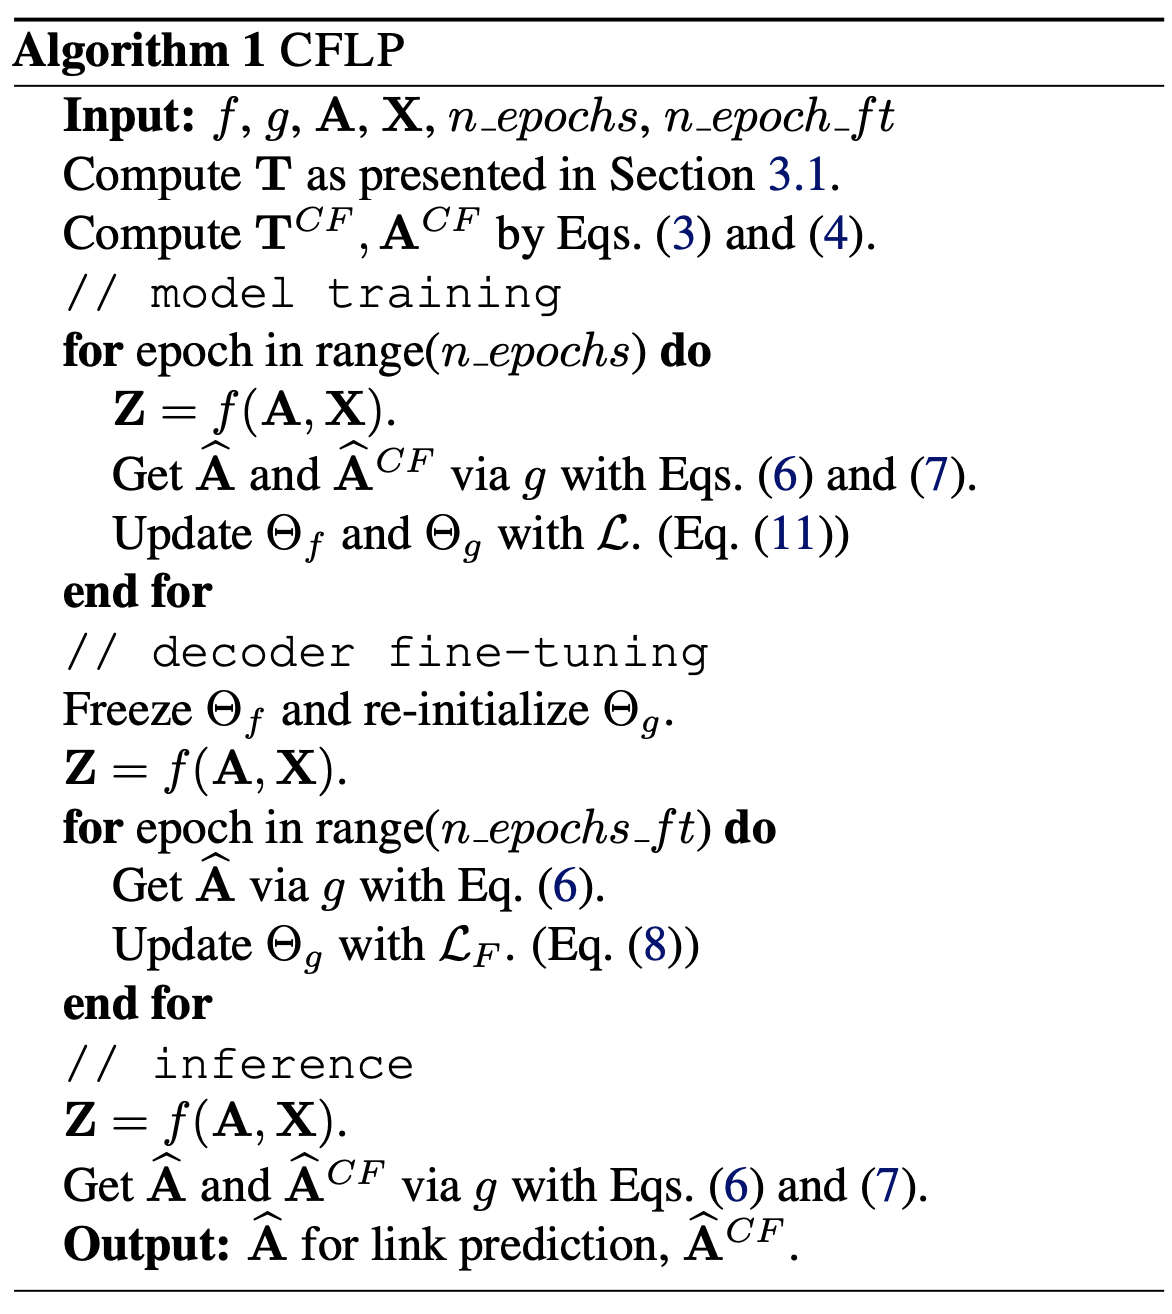 Algorithm 1 CFLP
Input: f, g, A, X, n_epochs, n_epoch_ft
Compute T as presented in Section 3.1.
Compute T^{CF}, A^{CF} by Eqs. (3) and (4).
// model training
for epoch in range(n_epochs) do
Z = f(A, X).
Get Â and Â^{CF} via g with Eqs. (6) and (7).
Update Θ_f and Θ_g with ℒ. (Eq. (11))
end for
// decoder fine-tuning
Freeze Θ_f and re-initialize Θ_g.
Z = f(A, X).
for epoch in range(n_epochs_ft) do
Get Â via g with Eq. (6).
Update Θ_g with ℒ_F. (Eq. (8))
end for
// inference
Z = f(A, X).
Get Â and Â^{CF} via g with Eqs. (6) and (7).
Output: Â for link prediction, Â^{CF}.